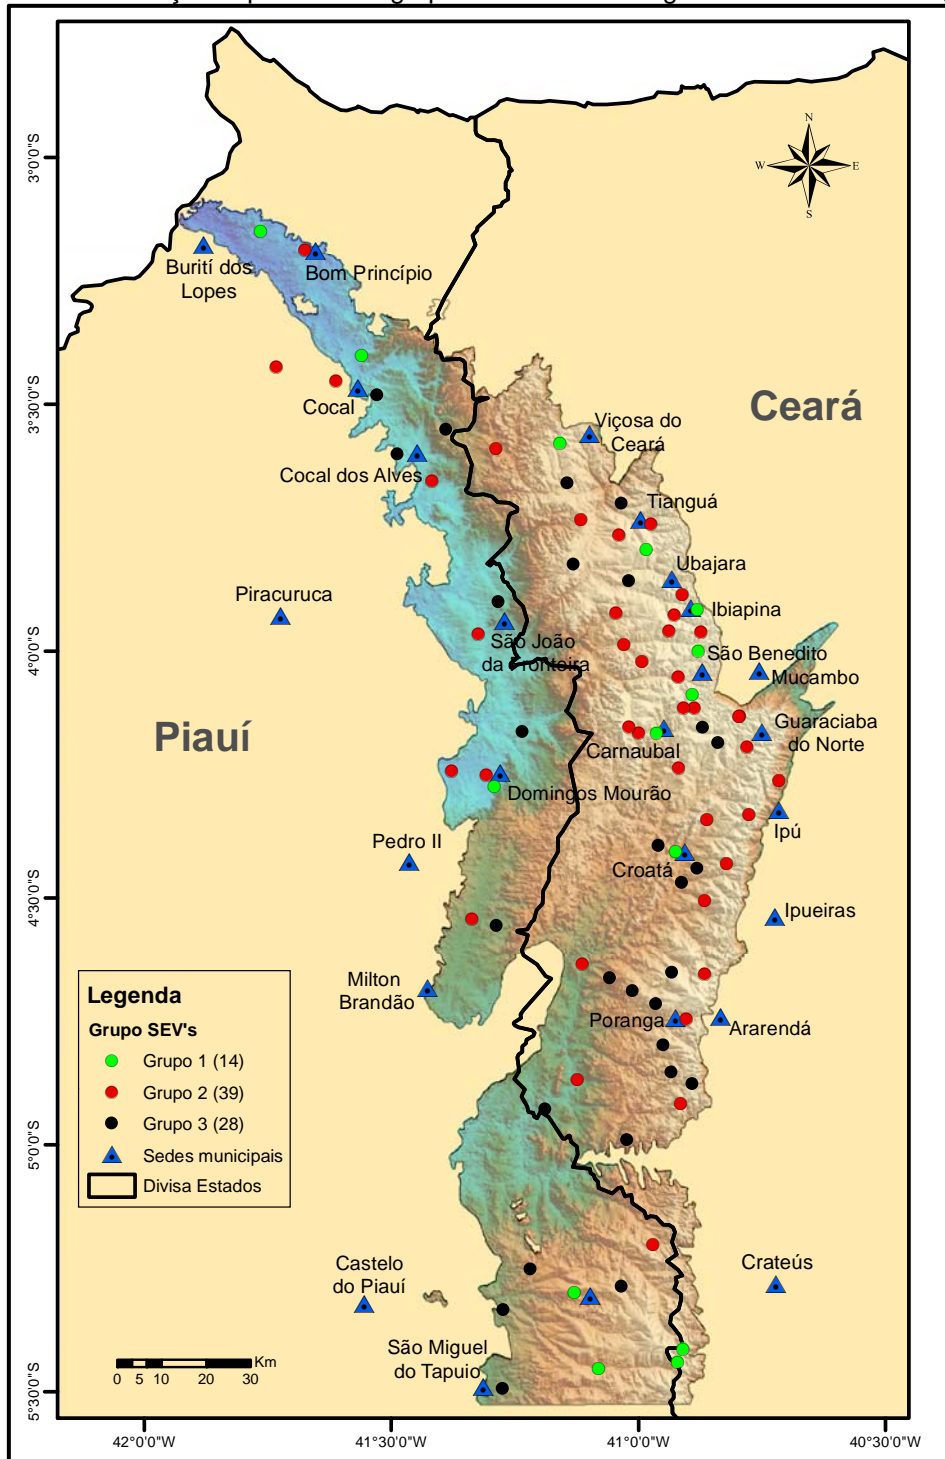 N
W
E
S
3°0'0"S
3°30'0"S
4°0'0"S
4°30'0"S
5°0'0"S
5°30'0"S
Burití dos
Lopes
Bom Princípio
Cocal
Cocal dos Alves
Ceará
Viçosa do
Ceará
Tianguá
Ubajara
Ibiapina
Piracuruca
São João
da Fronteira
São Benedito
Mucambo
Piauí
Guaraciaba
do Norte
Carnaubal
Domingos Mourão
Ipú
Pedro II
Croatá
Ipueiras
Milton
Brandão
Poranga
Ararendá
Legenda
Grupo SEV's
Grupo 1 (14)
Grupo 2 (39)
Grupo 3 (28)
Sedes municipais
Divisa Estados
Castelo
do Piauí
Crateús
São Miguel
do Tapuio
Km
0 5 10 20 30
42°0'0"W
41°30'0"W
41°0'0"W
40°30'0"W